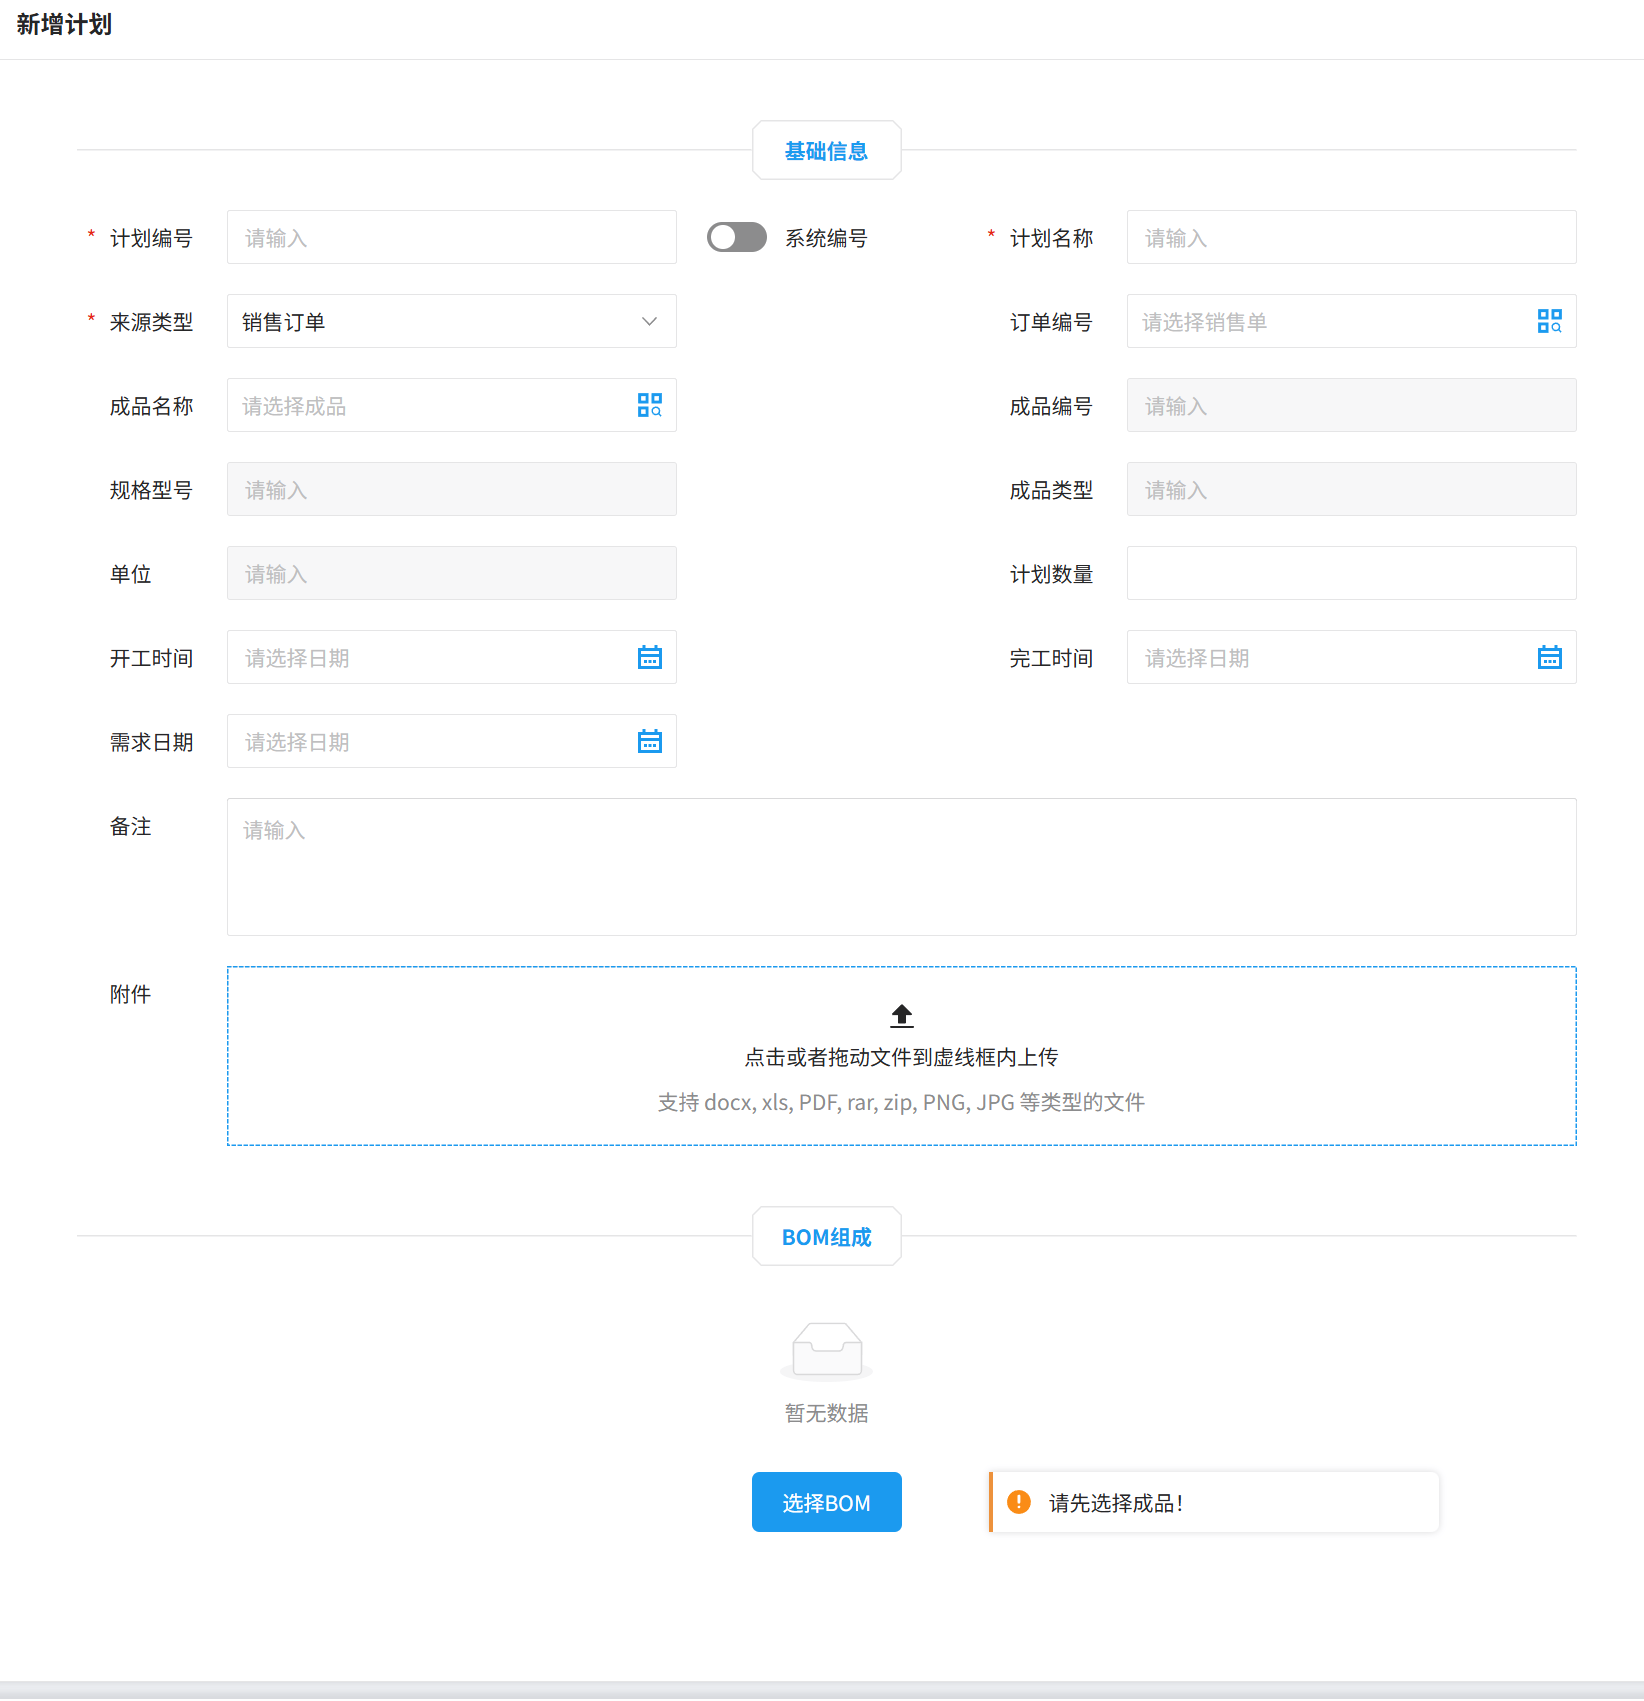 新增计划
基础信息
* 计划编号 请输入 系统编号 * 计划名称 请输入
* 来源类型 销售订单 订单编号 请选择销售单
成品名称 请选择成品 成品编号 请输入
规格型号 请输入 成品类型 请输入
单位 请输入 计划数量
开工时间 请选择日期 完工时间 请选择日期
需求日期 请选择日期
备注 请输入
附件
点击或者拖动文件到虚线框内上传
支持 docx, xls, PDF, rar, zip, PNG, JPG 等类型的文件
BOM组成
暂无数据
选择BOM 请先选择成品！